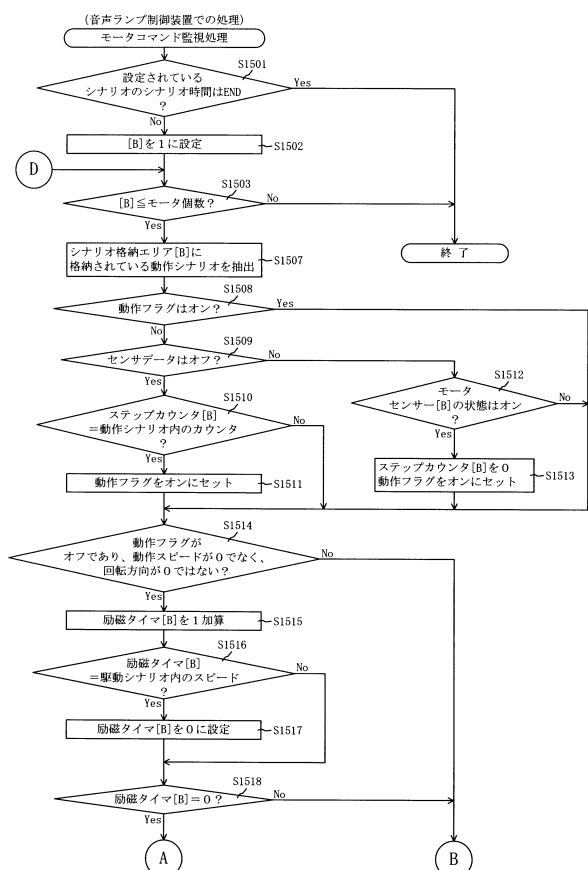 (音声ランプ制御装置での処理)
モータコマンド監視処理
S1501
設定されている
シナリオのシナリオ時間はEND
?
Yes
No
[B]を1に設定
S1502
D
S1503
[B]≦モータ個数?
No
Yes
シナリオ格納エリア[B]に
格納されている動作シナリオを抽出
S1507
終 了
S1508
動作フラグはオン?
Yes
No
S1509
センサデータはオフ?
No
Yes
S1510
ステップカウンタ[B]
=動作シナリオ内のカウンタ
?
No
Yes
S1512
モータ
センサー[B]の状態はオン
?
No
Yes
動作フラグをオンにセット
S1511
ステップカウンタ[B]を0
動作フラグをオンにセット
S1513
S1514
動作フラグが
オフであり、動作スピードが0でなく、
回転方向が0ではない?
No
Yes
励磁タイマ[B]を1加算
S1515
S1516
励磁タイマ[B]
=駆動シナリオ内のスピード
?
No
Yes
励磁タイマ[B]を0に設定
S1517
S1518
励磁タイマ[B]=0?
No
Yes
A
B